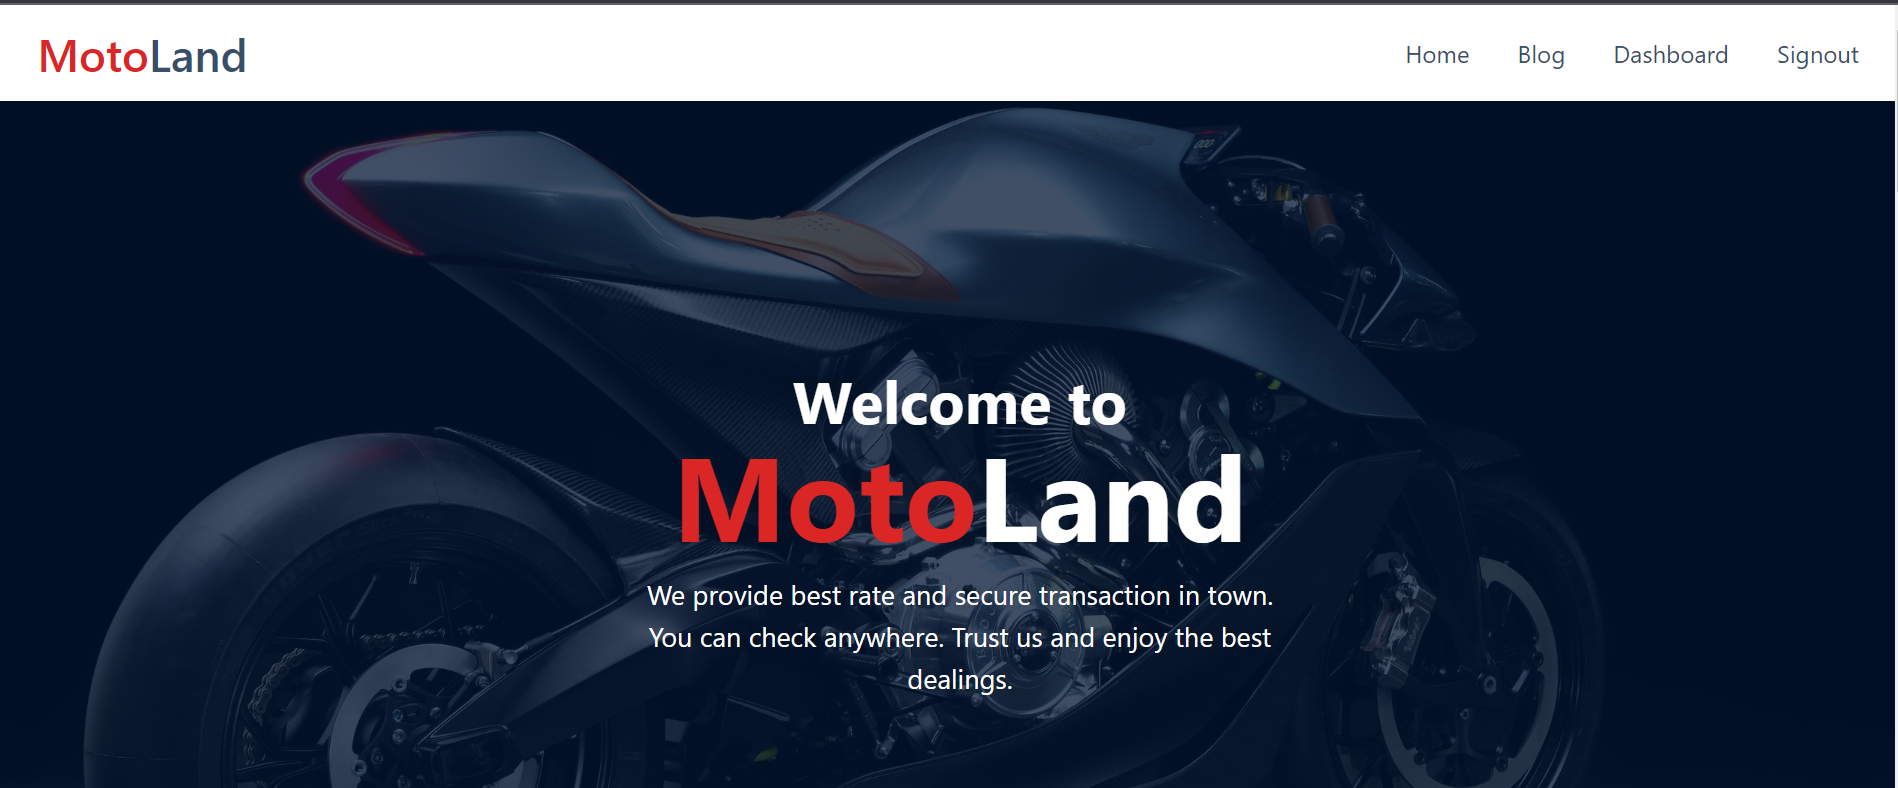 MotoLand
Home Blog Dashboard Signout
Welcome to
MotoLand
We provide best rate and secure transaction in town.
You can check anywhere. Trust us and enjoy the best
dealings.